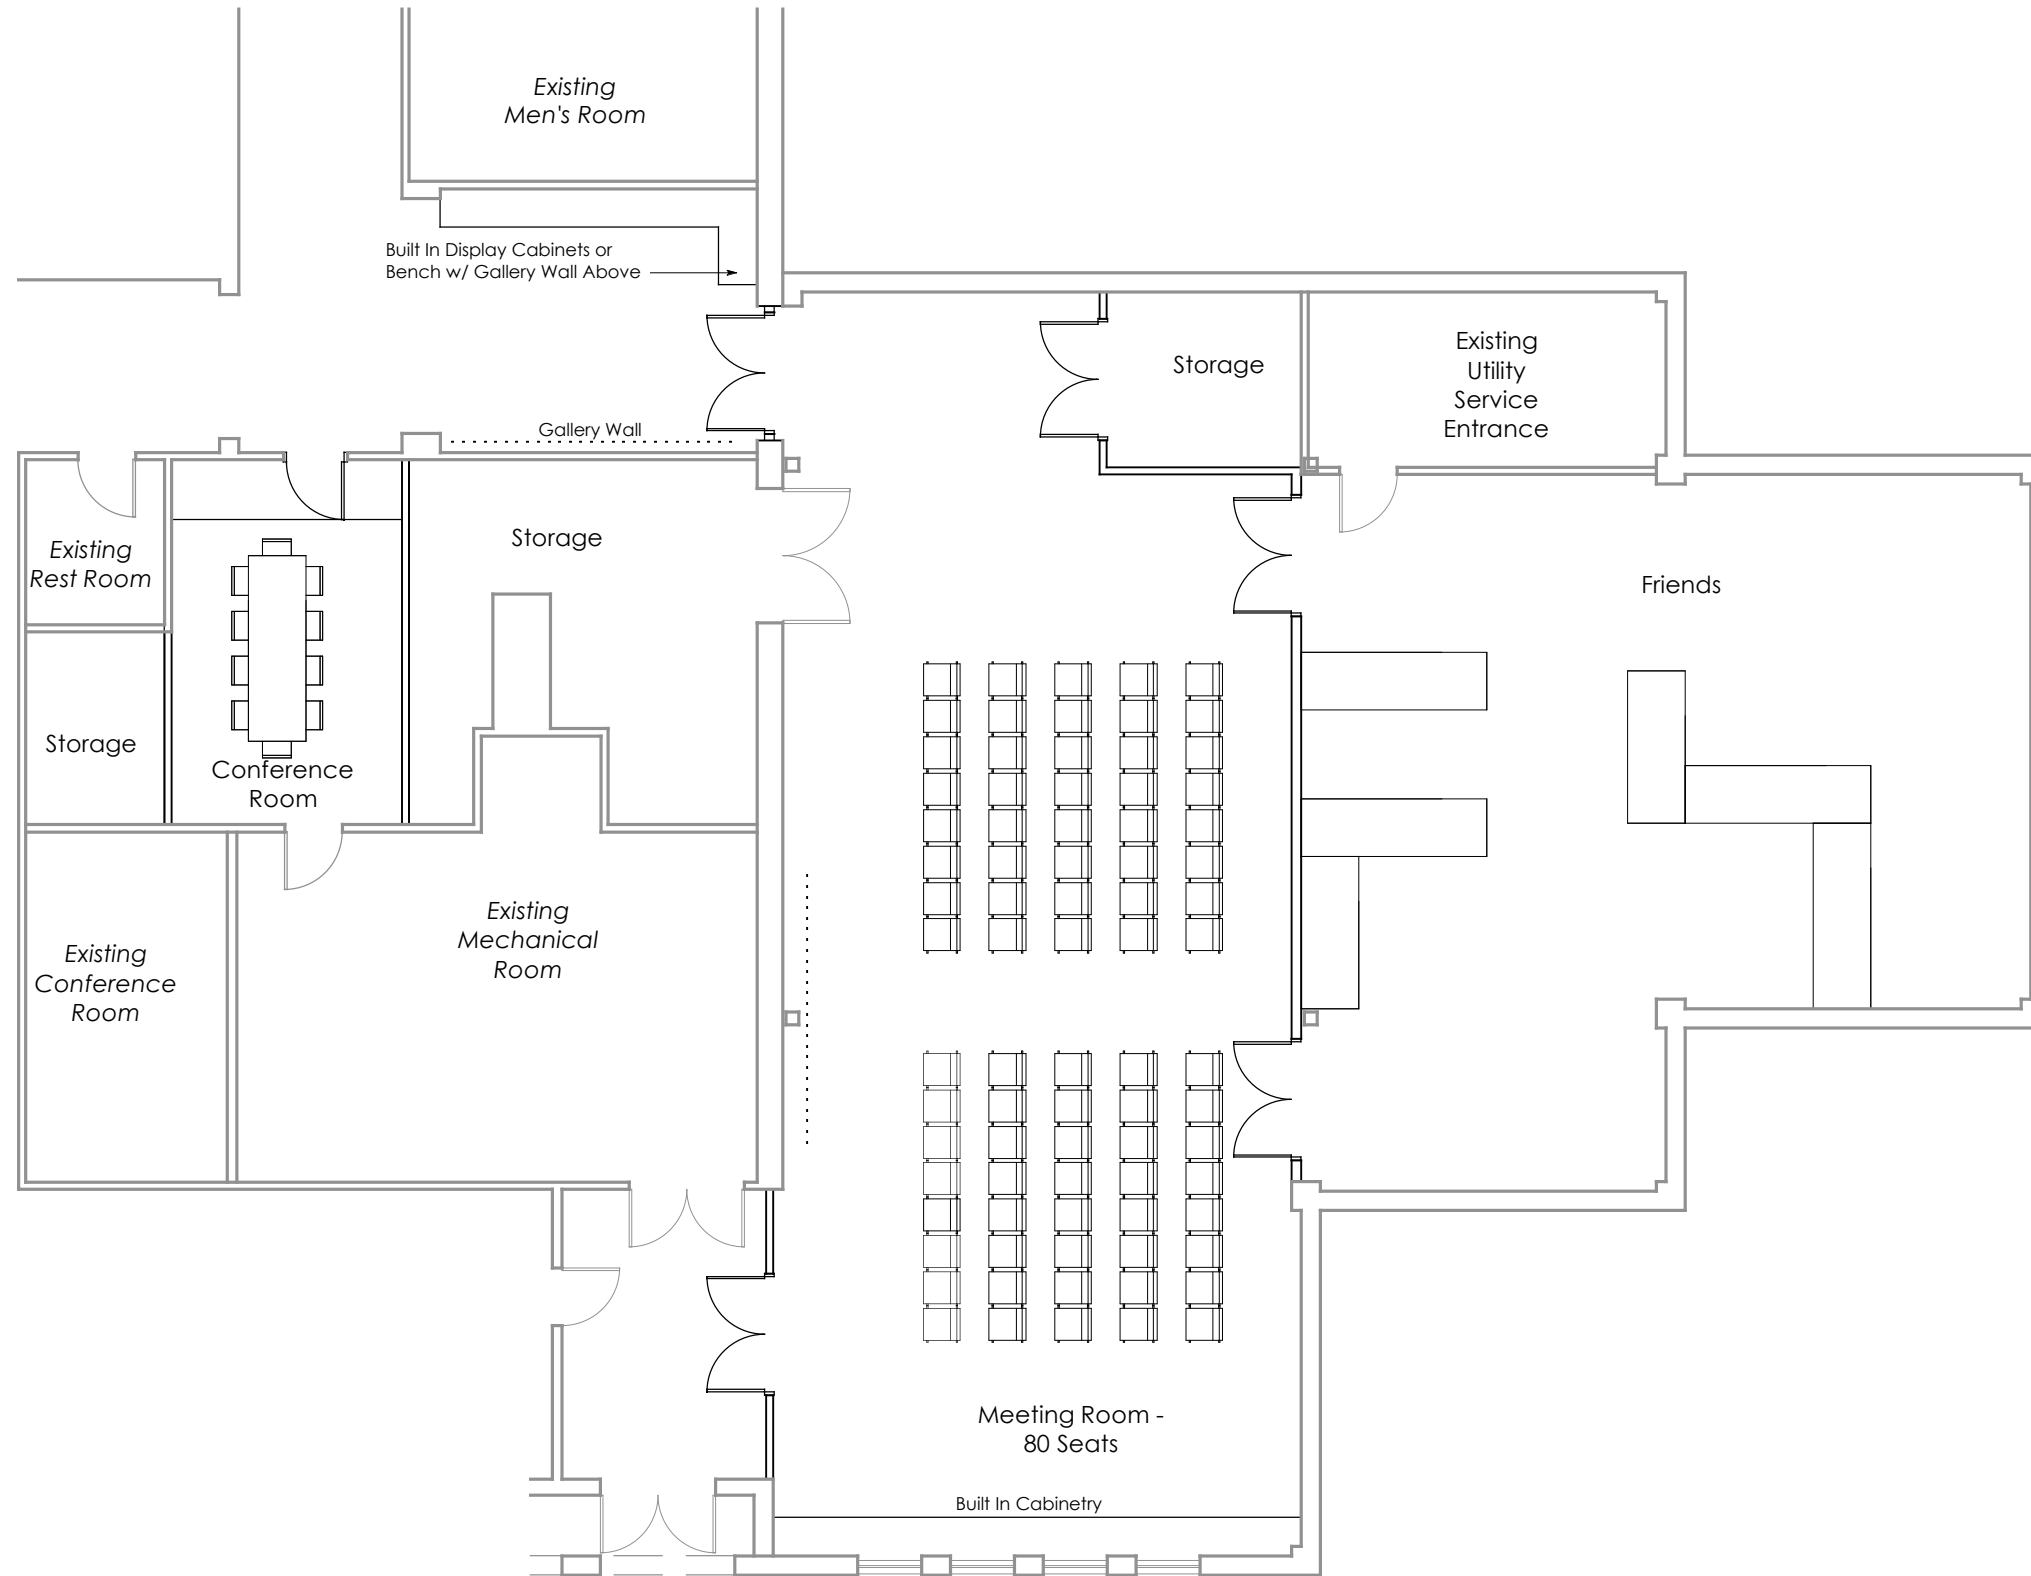 Existing
Men's Room
Built In Display Cabinets or
Bench w/ Gallery Wall Above
Storage
Existing
Utility
Service
Entrance
Gallery Wall
Existing
Rest Room
Storage
Friends
Storage
Conference
Room
Existing
Conference
Room
Existing
Mechanical
Room
Meeting Room -
80 Seats
Built In Cabinetry